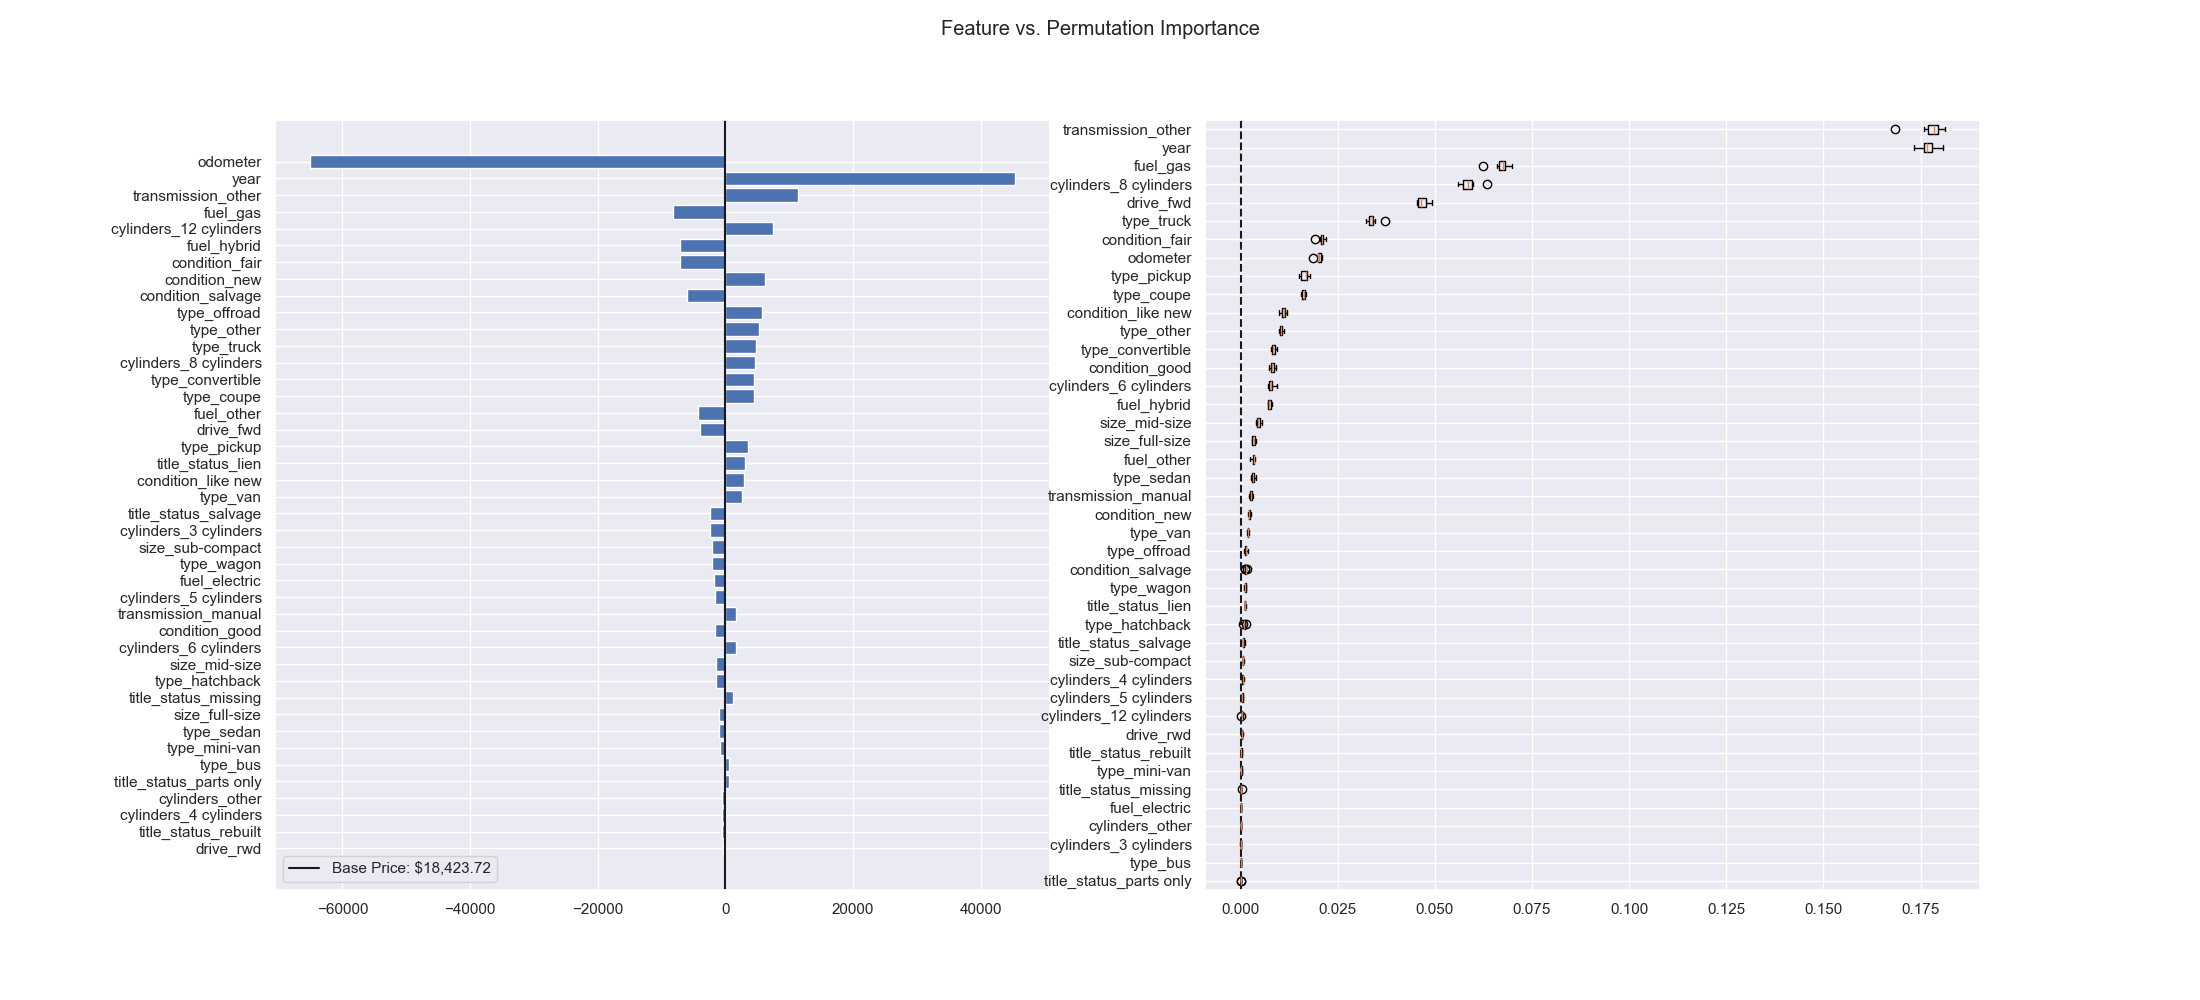 Feature vs. Permutation Importance
odometer
year
transmission_other
fuel_gas
cylinders_12 cylinders
fuel_hybrid
condition_fair
condition_new
condition_salvage
type_offroad
type_other
type_truck
cylinders_8 cylinders
type_convertible
type_coupe
fuel_other
drive_fwd
type_pickup
title_status_lien
condition_like new
type_van
title_status_salvage
cylinders_3 cylinders
size_sub-compact
type_wagon
fuel_electric
cylinders_5 cylinders
transmission_manual
condition_good
cylinders_6 cylinders
size_mid-size
type_hatchback
title_status_missing
size_full-size
type_sedan
type_mini-van
type_bus
title_status_parts only
cylinders_other
cylinders_4 cylinders
title_status_rebuilt
drive_rwd
Base Price: $18,423.72
−60000 −40000 −20000 0 20000 40000
transmission_other
year
fuel_gas
cylinders_8 cylinders
drive_fwd
type_truck
condition_fair
odometer
type_pickup
type_coupe
condition_like new
type_other
type_convertible
condition_good
cylinders_6 cylinders
fuel_hybrid
size_mid-size
size_full-size
fuel_other
type_sedan
transmission_manual
condition_new
type_van
type_offroad
condition_salvage
type_wagon
title_status_lien
type_hatchback
title_status_salvage
size_sub-compact
cylinders_4 cylinders
cylinders_5 cylinders
cylinders_12 cylinders
drive_rwd
title_status_rebuilt
type_mini-van
title_status_missing
fuel_electric
cylinders_other
cylinders_3 cylinders
type_bus
title_status_parts only
0.000 0.025 0.050 0.075 0.100 0.125 0.150 0.175